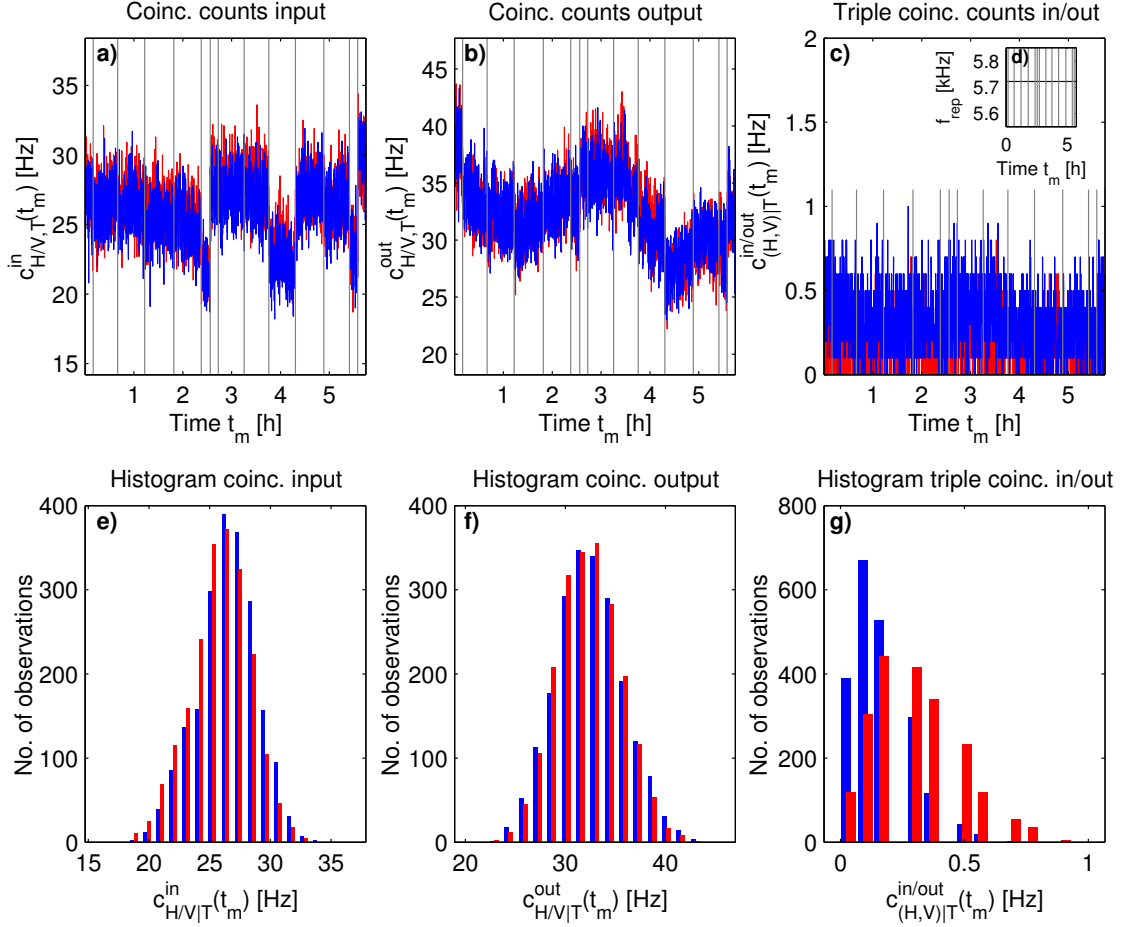 Coinc. counts input
a)
35
30
25
20
15
c^in_H/V,T(t_m) [Hz]
1 2 3 4 5
Time t_m [h]
Coinc. counts output
b)
45
40
35
30
25
20
c^out_H/V,T(t_m) [Hz]
1 2 3 4 5
Time t_m [h]
Triple coinc. counts in/out
c)
2
1.5
1
0.5
0
c^in/out_(H,V)|T(t_m) [Hz]
1 2 3 4 5
Time t_m [h]
d)
5.8
5.7
5.6
f_rep [kHz]
0 5
Time t_m [h]
Histogram coinc. input
e)
400
300
200
100
0
No. of observations
15 20 25 30 35
c^in_H/V|T(t_m) [Hz]
Histogram coinc. output
f)
400
300
200
100
0
No. of observations
20 30 40
c^out_H/V|T(t_m) [Hz]
Histogram triple coinc. in/out
g)
800
600
400
200
0
No. of observations
0 0.5 1
c^in/out_(H,V)|T(t_m) [Hz]